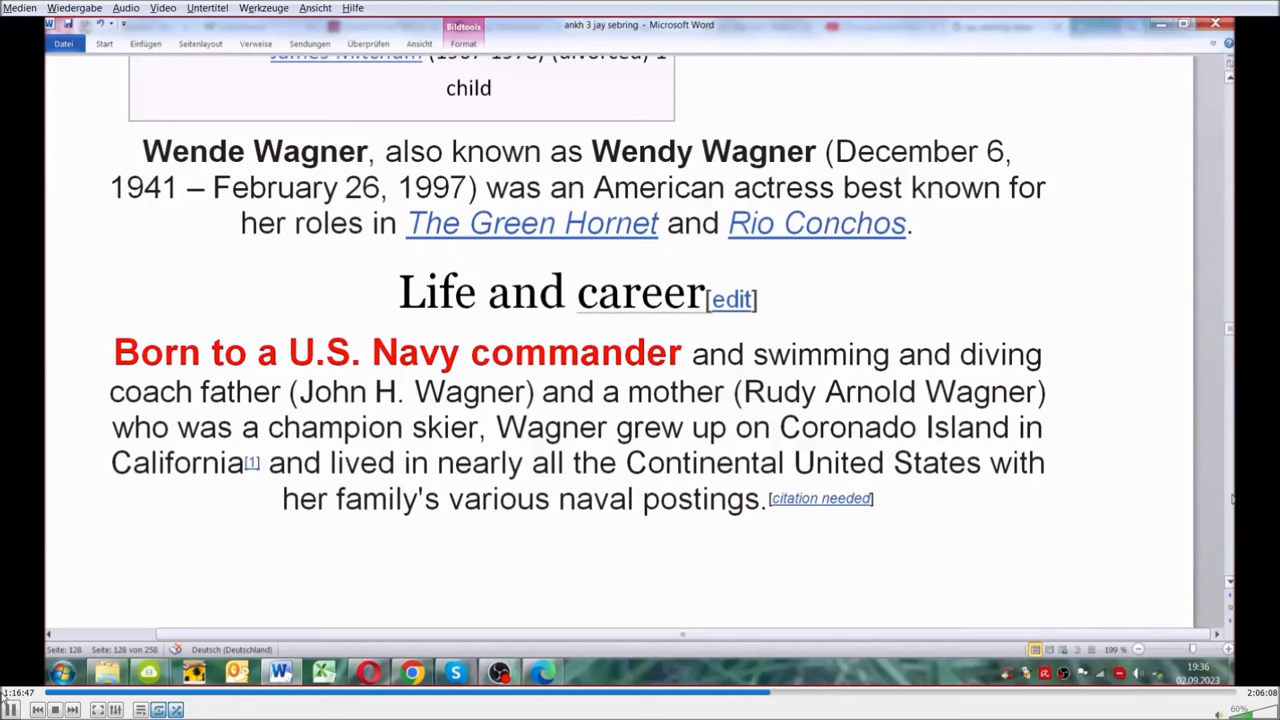 Medien Wiedergabe Audio Video Untertitel Werkzeuge Ansicht Hilfe
ankh 3 jay sebring - Microsoft Word
Bildtools
Datei Start Einfügen Seitenlayout Verweise Sendungen Überprüfen Ansicht Format
child
Wende Wagner, also known as Wendy Wagner (December 6,
1941 – February 26, 1997) was an American actress best known for
her roles in The Green Hornet and Rio Conchos.
Life and career[edit]
Born to a U.S. Navy commander and swimming and diving
coach father (John H. Wagner) and a mother (Rudy Arnold Wagner)
who was a champion skier, Wagner grew up on Coronado Island in
California[1] and lived in nearly all the Continental United States with
her family's various naval postings.[citation needed]
Seite: 128 Seite: 128 von 258 Deutsch (Deutschland) 199 %
19:36
02.09.2023
1:16:47 2:06:08
60%